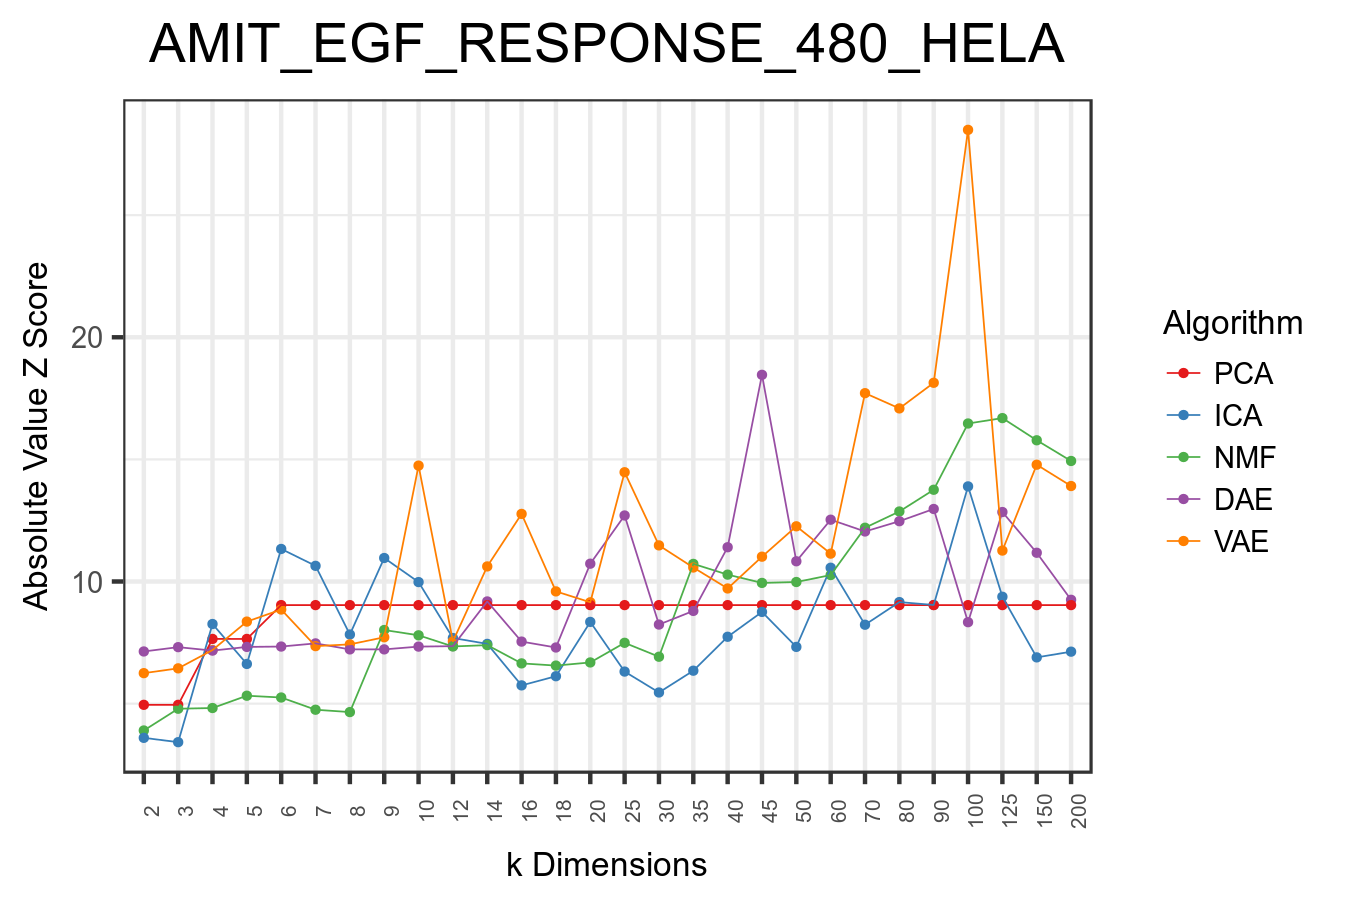 AMIT_EGF_RESPONSE_480_HELA
Absolute Value Z Score
20
10
2 3 4 5 6 7 8 9 10 12 14 16 18 20 25 30 35 40 45 50 60 70 80 90 100 125 150 200
k Dimensions
Algorithm
PCA
ICA
NMF
DAE
VAE